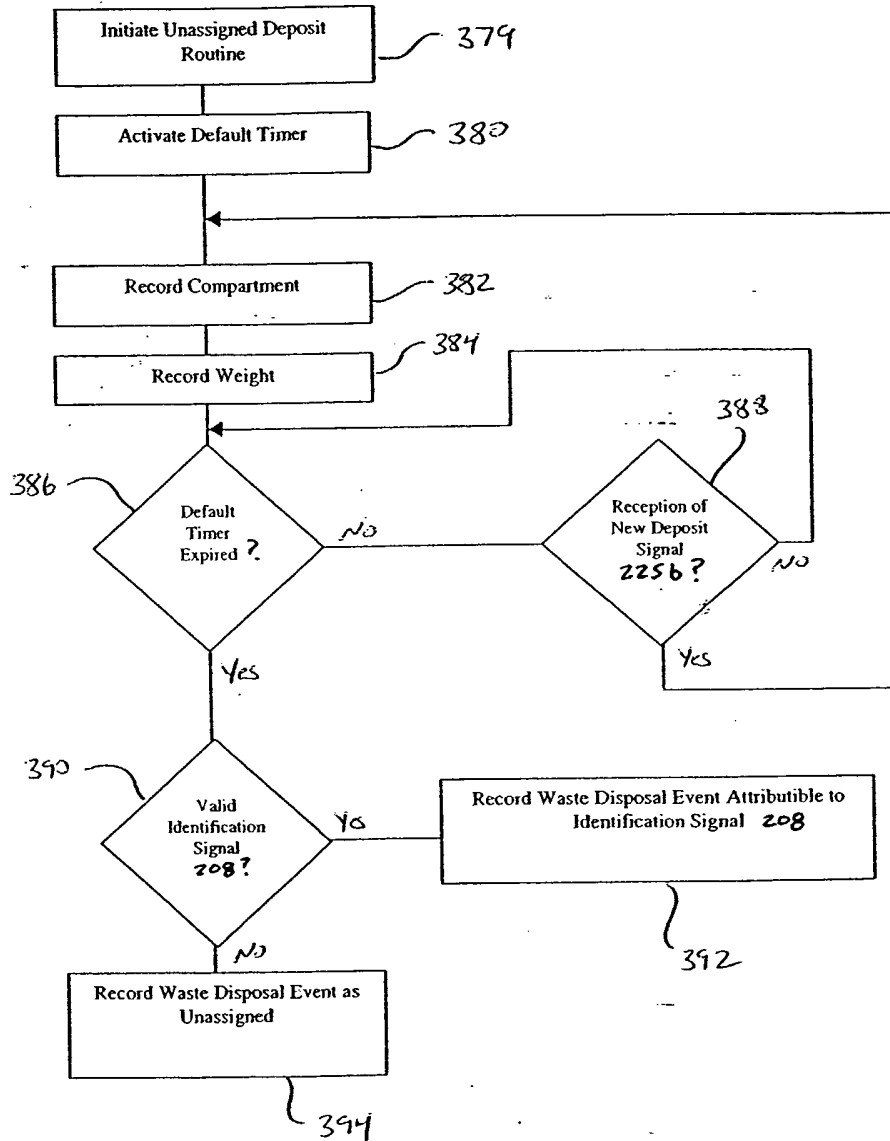 Initiate Unassigned Deposit
Routine
379
Activate Default Timer
380
Record Compartment
382
Record Weight
384
386
Default
Timer
Expired ?
No
388
Reception of
New Deposit
Signal
2256?
No
Yes
Yes
390
Valid
Identification
Signal
208?
Yo
Record Waste Disposal Event Attributible to
Identification Signal 208
392
No
Record Waste Disposal Event as
Unassigned
394